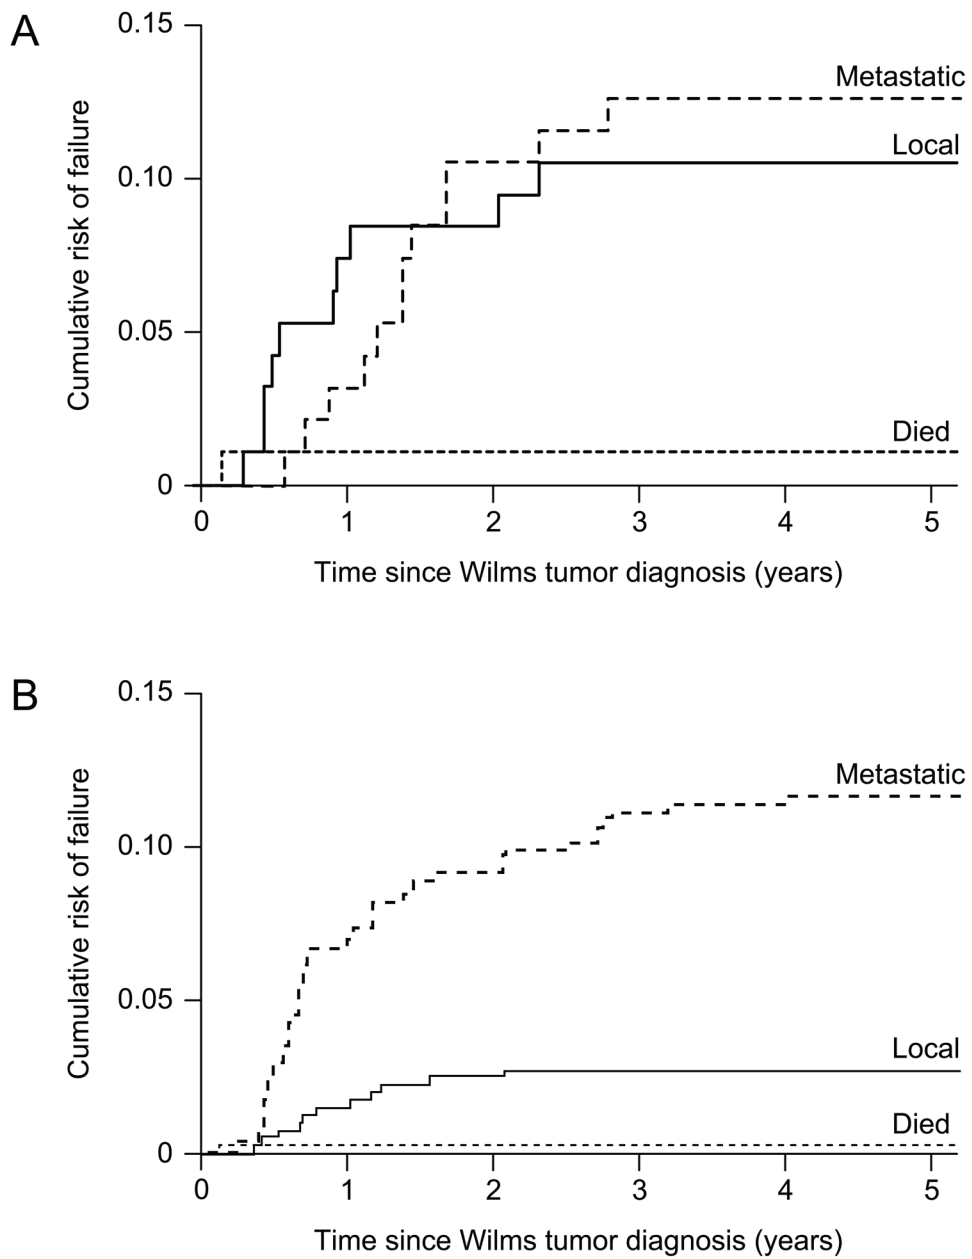 A
0.15
0.10
0.05
0
Cumulative risk of failure
Metastatic
Local
Died
0 1 2 3 4 5
Time since Wilms tumor diagnosis (years)
B
0.15
0.10
0.05
0
Cumulative risk of failure
Metastatic
Local
Died
0 1 2 3 4 5
Time since Wilms tumor diagnosis (years)